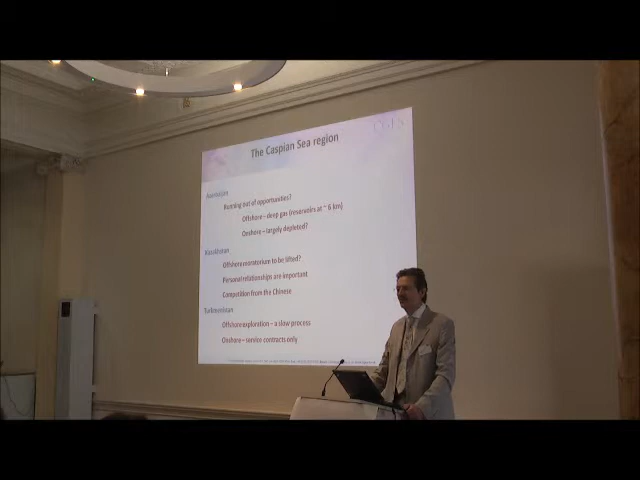 The Caspian Sea region
Azerbaijan
Running out of opportunities?
Offshore – deep gas (reservoirs at ~ 6 km)
Onshore – largely depleted?
Kazakhstan
Offshore moratorium to be lifted?
Personal relationships are important
Competition from the Chinese
Turkmenistan
Offshore exploration – a slow process
Onshore – service contracts only